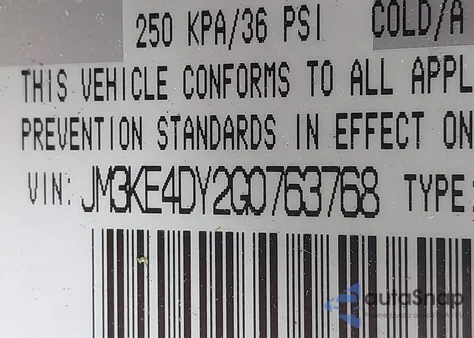 250 KPA/36 PSI COLD/A
THIS VEHICLE CONFORMS TO ALL APPL
PREVENTION STANDARDS IN EFFECT ON
VIN: JM3KE4DY2G0763768 TYPE:
autaSnap